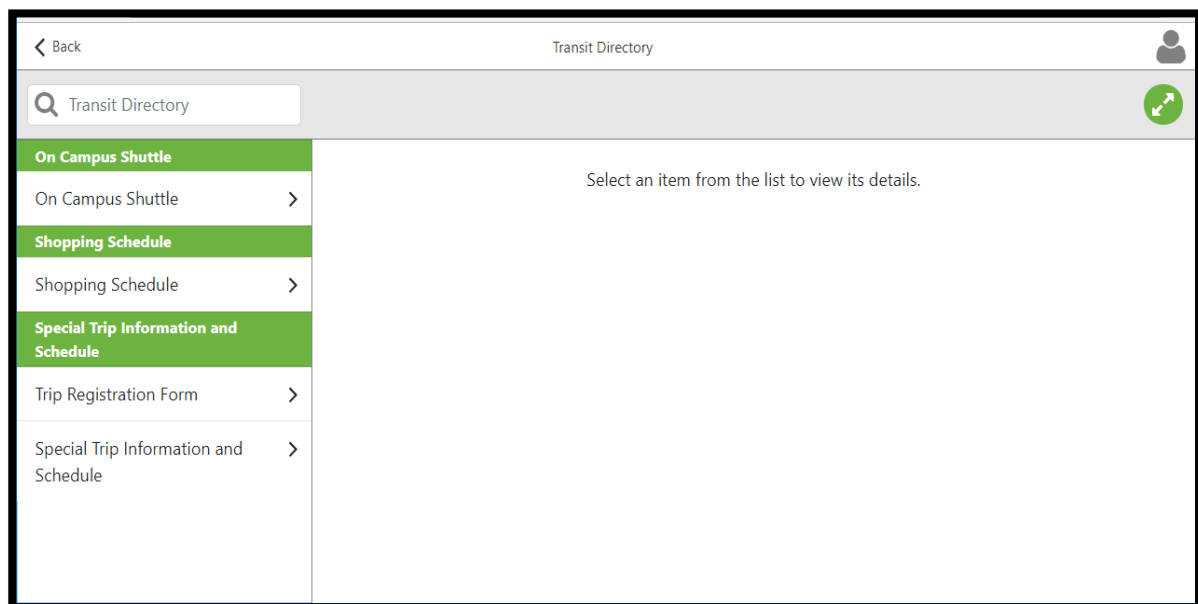 Back
Transit Directory
Transit Directory
On Campus Shuttle
On Campus Shuttle
Shopping Schedule
Shopping Schedule
Special Trip Information and
Schedule
Trip Registration Form
Special Trip Information and
Schedule
Select an item from the list to view its details.